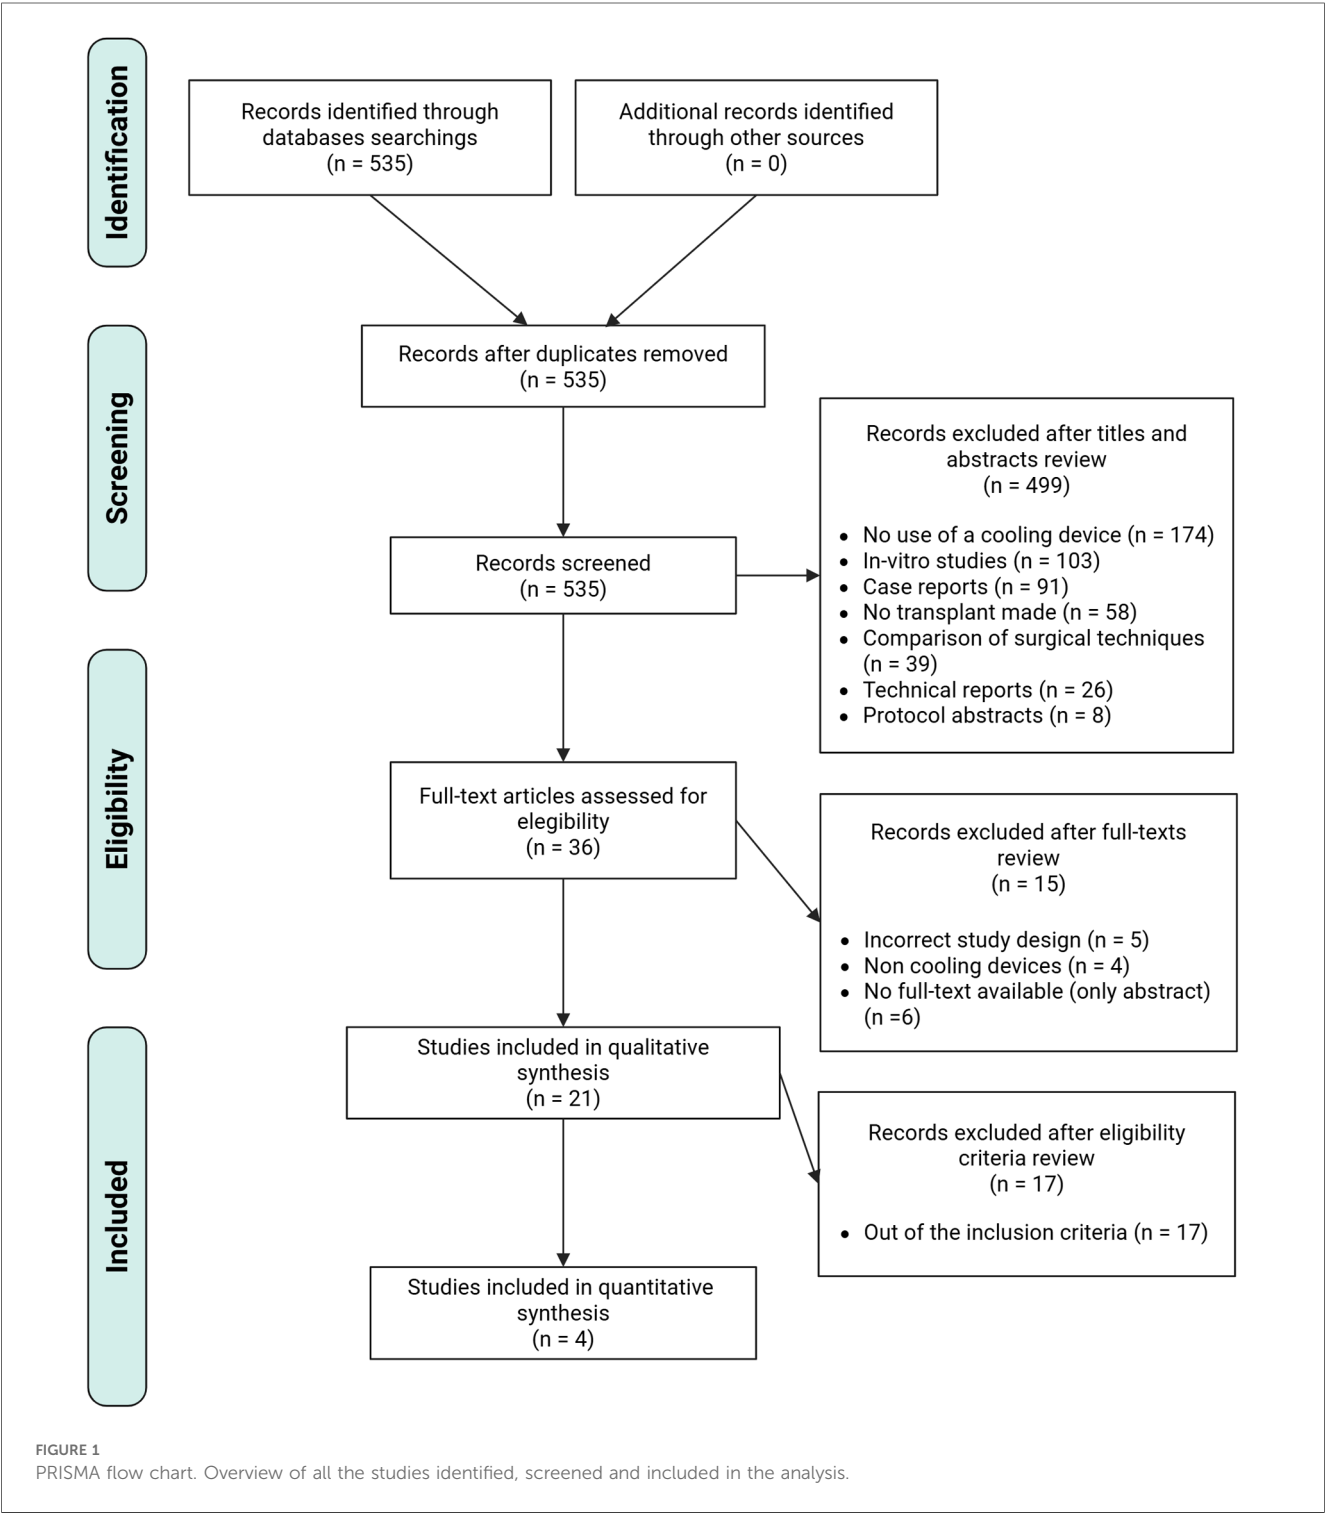 Identification
Records identified through
databases searchings
(n = 535)
Additional records identified
through other sources
(n = 0)
Screening
Records after duplicates removed
(n = 535)
Records screened
(n = 535)
Records excluded after titles and
abstracts review
(n = 499)
• No use of a cooling device (n = 174)
• In-vitro studies (n = 103)
• Case reports (n = 91)
• No transplant made (n = 58)
• Comparison of surgical techniques
(n = 39)
• Technical reports (n = 26)
• Protocol abstracts (n = 8)
Eligibility
Full-text articles assessed for
elegibility
(n = 36)
Records excluded after full-texts
review
(n = 15)
• Incorrect study design (n = 5)
• Non cooling devices (n = 4)
• No full-text available (only abstract)
(n =6)
Included
Studies included in qualitative
synthesis
(n = 21)
Records excluded after eligibility
criteria review
(n = 17)
• Out of the inclusion criteria (n = 17)
Studies included in quantitative
synthesis
(n = 4)
FIGURE 1
PRISMA flow chart. Overview of all the studies identified, screened and included in the analysis.